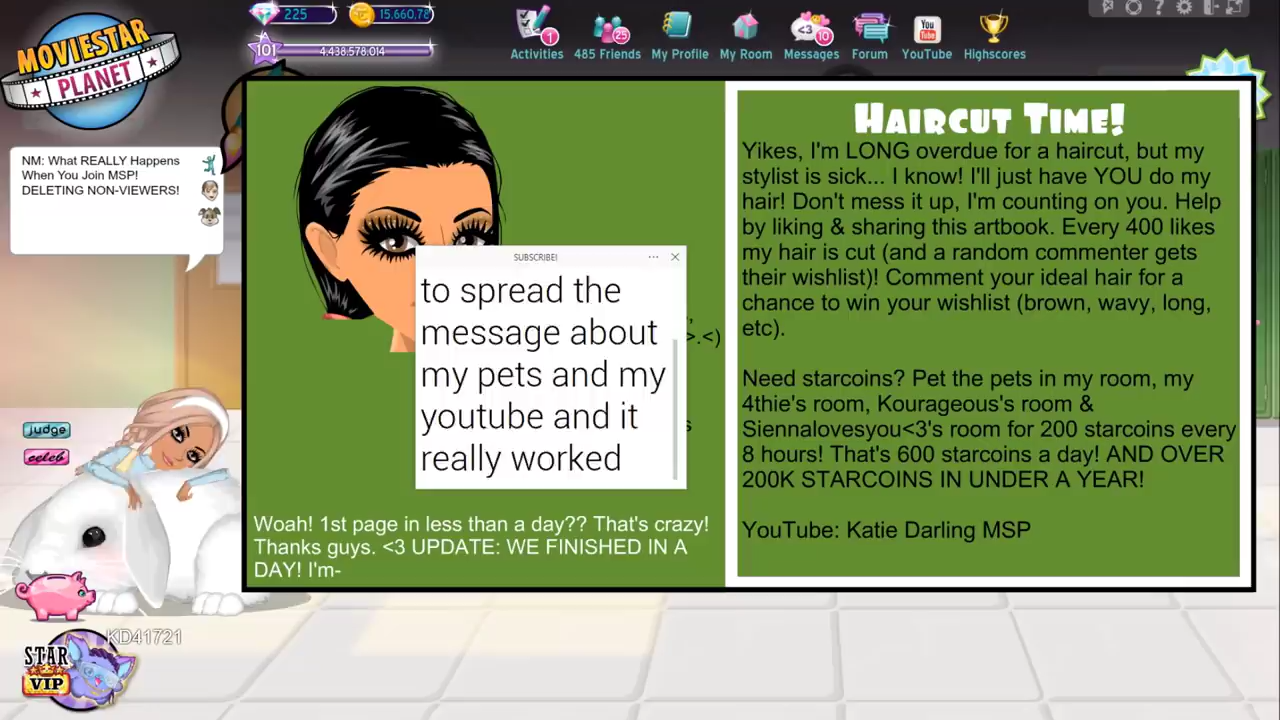 MOVIESTAR
PLANET
225
15,660,78
101
4.438.578.014
1
Activities
25
485 Friends
My Profile
My Room
<3
10
Messages
Forum
You
Tube
YouTube
Highscores
NM: What REALLY Happens
When You Join MSP!
DELETING NON-VIEWERS!
judge
celeb
KD41721
STAR
VIP
SUBSCRIBE!
to spread the
message about
my pets and my
youtube and it
really worked
>.<)
s
Woah! 1st page in less than a day?? That's crazy!
Thanks guys. <3 UPDATE: WE FINISHED IN A
DAY! I'm-
HAIRCUT TIME!
Yikes, I'm LONG overdue for a haircut, but my
stylist is sick... I know! I'll just have YOU do my
hair! Don't mess it up, I'm counting on you. Help
by liking & sharing this artbook. Every 400 likes
my hair is cut (and a random commenter gets
their wishlist)! Comment your ideal hair for a
chance to win your wishlist (brown, wavy, long,
etc).
Need starcoins? Pet the pets in my room, my
4thie's room, Kourageous's room &
Siennalovesyou<3's room for 200 starcoins every
8 hours! That's 600 starcoins a day! AND OVER
200K STARCOINS IN UNDER A YEAR!
YouTube: Katie Darling MSP